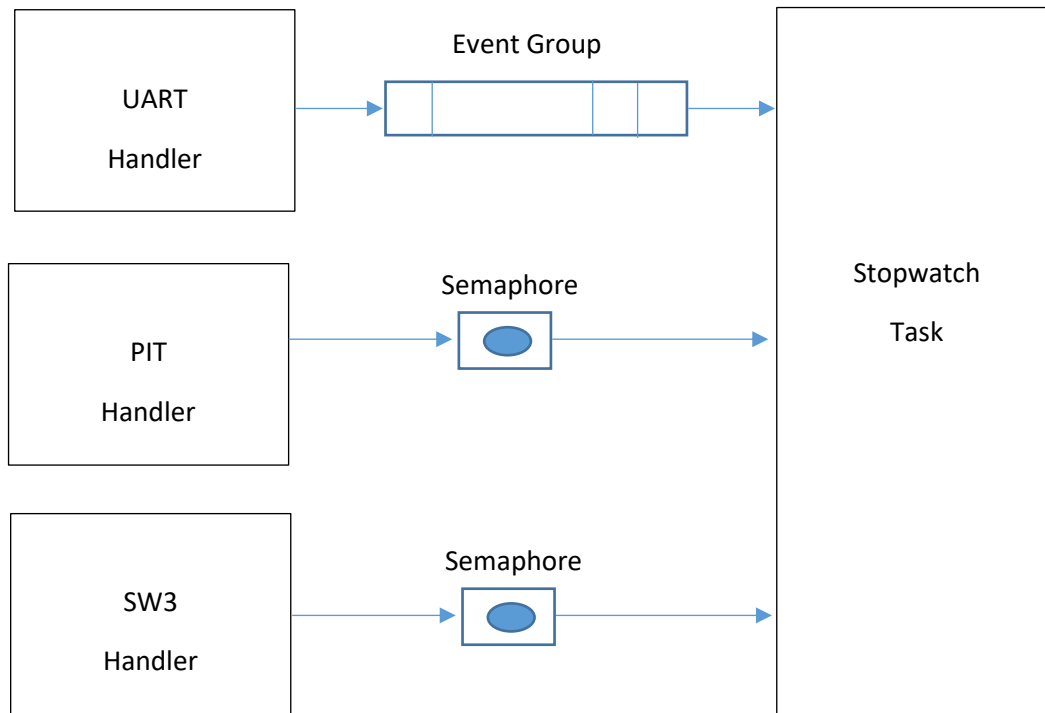 Event Group
UART
Handler
Semaphore
PIT
Handler
Stopwatch
Task
Semaphore
SW3
Handler